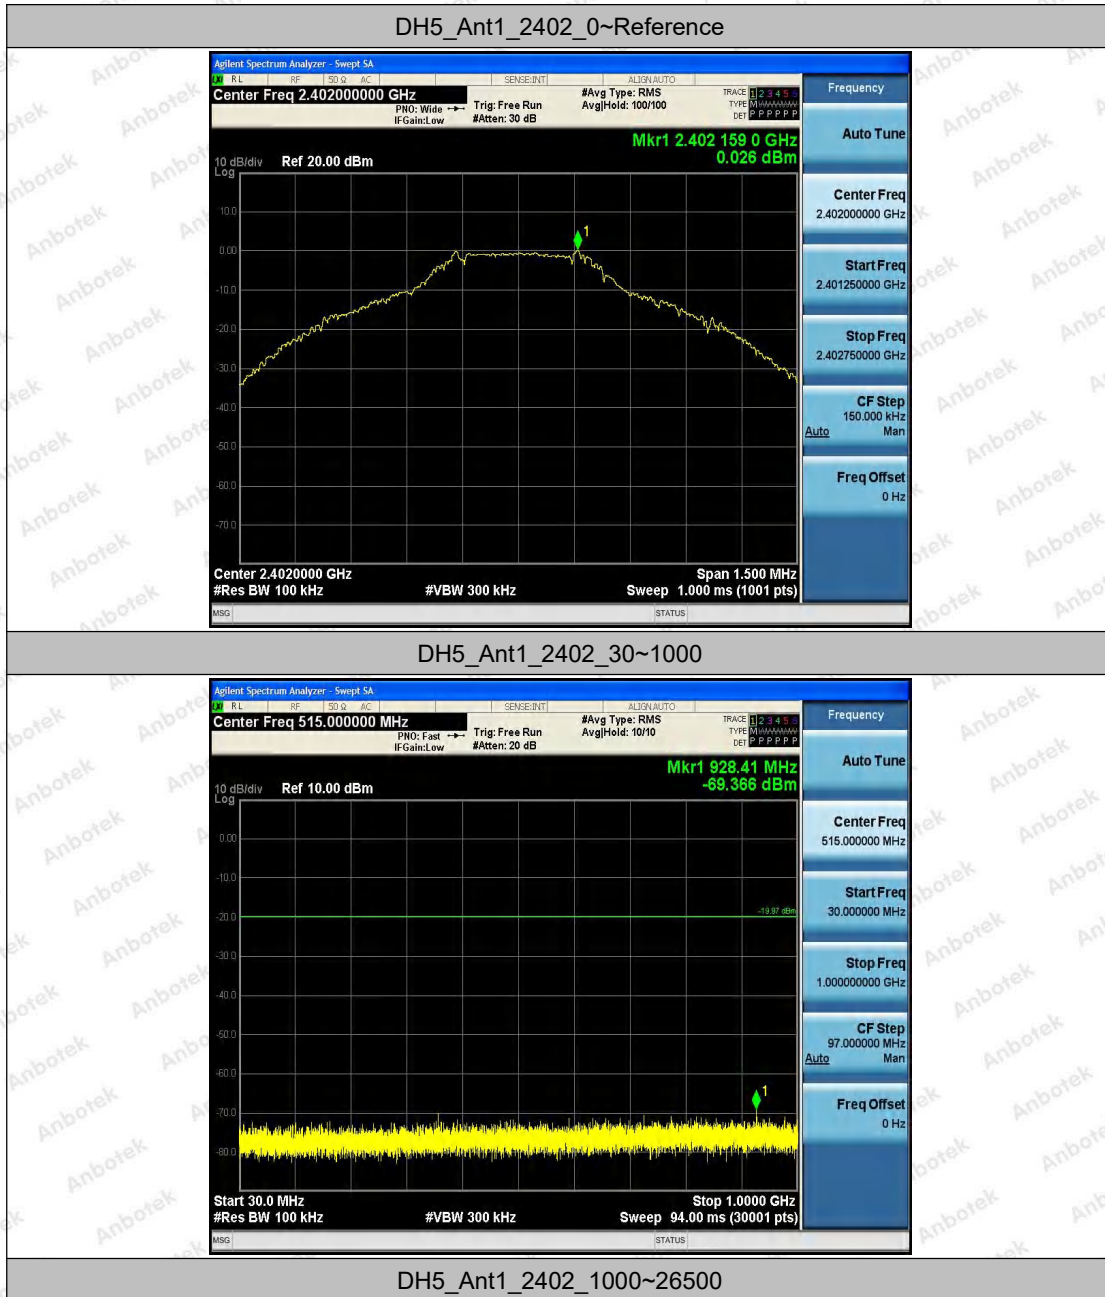 DH5_Ant1_2402_0~Reference
Agilent Spectrum Analyzer - Swept SA
RL RF 50 Ω AC SENSE:INT ALIGN AUTO
Center Freq 2.402000000 GHz
PNO: Wide
IFGain:Low
Trig: Free Run
#Atten: 30 dB
#Avg Type: RMS
Avg|Hold: 100/100
TRACE 1 2 3 4 5 6
TYPE M
DET P P P P P P
Mkr1 2.402 159 0 GHz
0.026 dBm
10 dB/div Ref 20.00 dBm
Log
10.0
0.00
-10.0
-20.0
-30.0
-40.0
-50.0
-60.0
-70.0
1
Center 2.4020000 GHz
Span 1.500 MHz
#Res BW 100 kHz #VBW 300 kHz Sweep 1.000 ms (1001 pts)
MSG STATUS
Frequency
Auto Tune
Center Freq
2.402000000 GHz
Start Freq
2.401250000 GHz
Stop Freq
2.402750000 GHz
CF Step
150.000 kHz
Auto Man
Freq Offset
0 Hz
DH5_Ant1_2402_30~1000
Agilent Spectrum Analyzer - Swept SA
RL RF 50 Ω AC SENSE:INT ALIGN AUTO
Center Freq 515.000000 MHz
PNO: Fast
IFGain:Low
Trig: Free Run
#Atten: 20 dB
#Avg Type: RMS
Avg|Hold: 10/10
TRACE 1 2 3 4 5 6
TYPE M
DET P P P P P P
Mkr1 928.41 MHz
-69.366 dBm
10 dB/div Ref 10.00 dBm
Log
0.00
-10.0
-20.0
-30.0
-40.0
-50.0
-60.0
-70.0
-80.0
-19.97 dBm
1
Start 30.0 MHz
Stop 1.0000 GHz
#Res BW 100 kHz #VBW 300 kHz Sweep 94.00 ms (30001 pts)
MSG STATUS
Frequency
Auto Tune
Center Freq
515.000000 MHz
Start Freq
30.000000 MHz
Stop Freq
1.000000000 GHz
CF Step
97.000000 MHz
Auto Man
Freq Offset
0 Hz
DH5_Ant1_2402_1000~26500
Anbotek